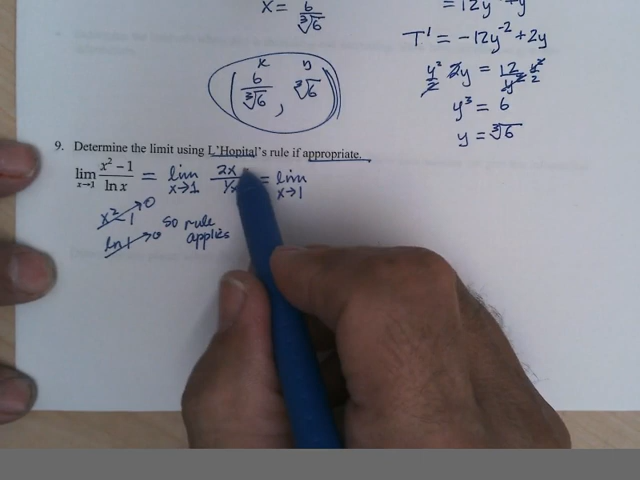 x = 6/∛6
= 12y⁻¹ + y²
T' = -12y⁻² + 2y
y²/2 2y = 12/y² y²/2
y³ = 6
y = ∛6
x y
(6/∛6, ∛6)
9. Determine the limit using L'Hopital's rule if appropriate.
lim x→1 x² − 1 / ln x = lim x→1 2x / 1/x = lim x→1
x² − 1 → 0 so rule
ln 1 → 0 applies